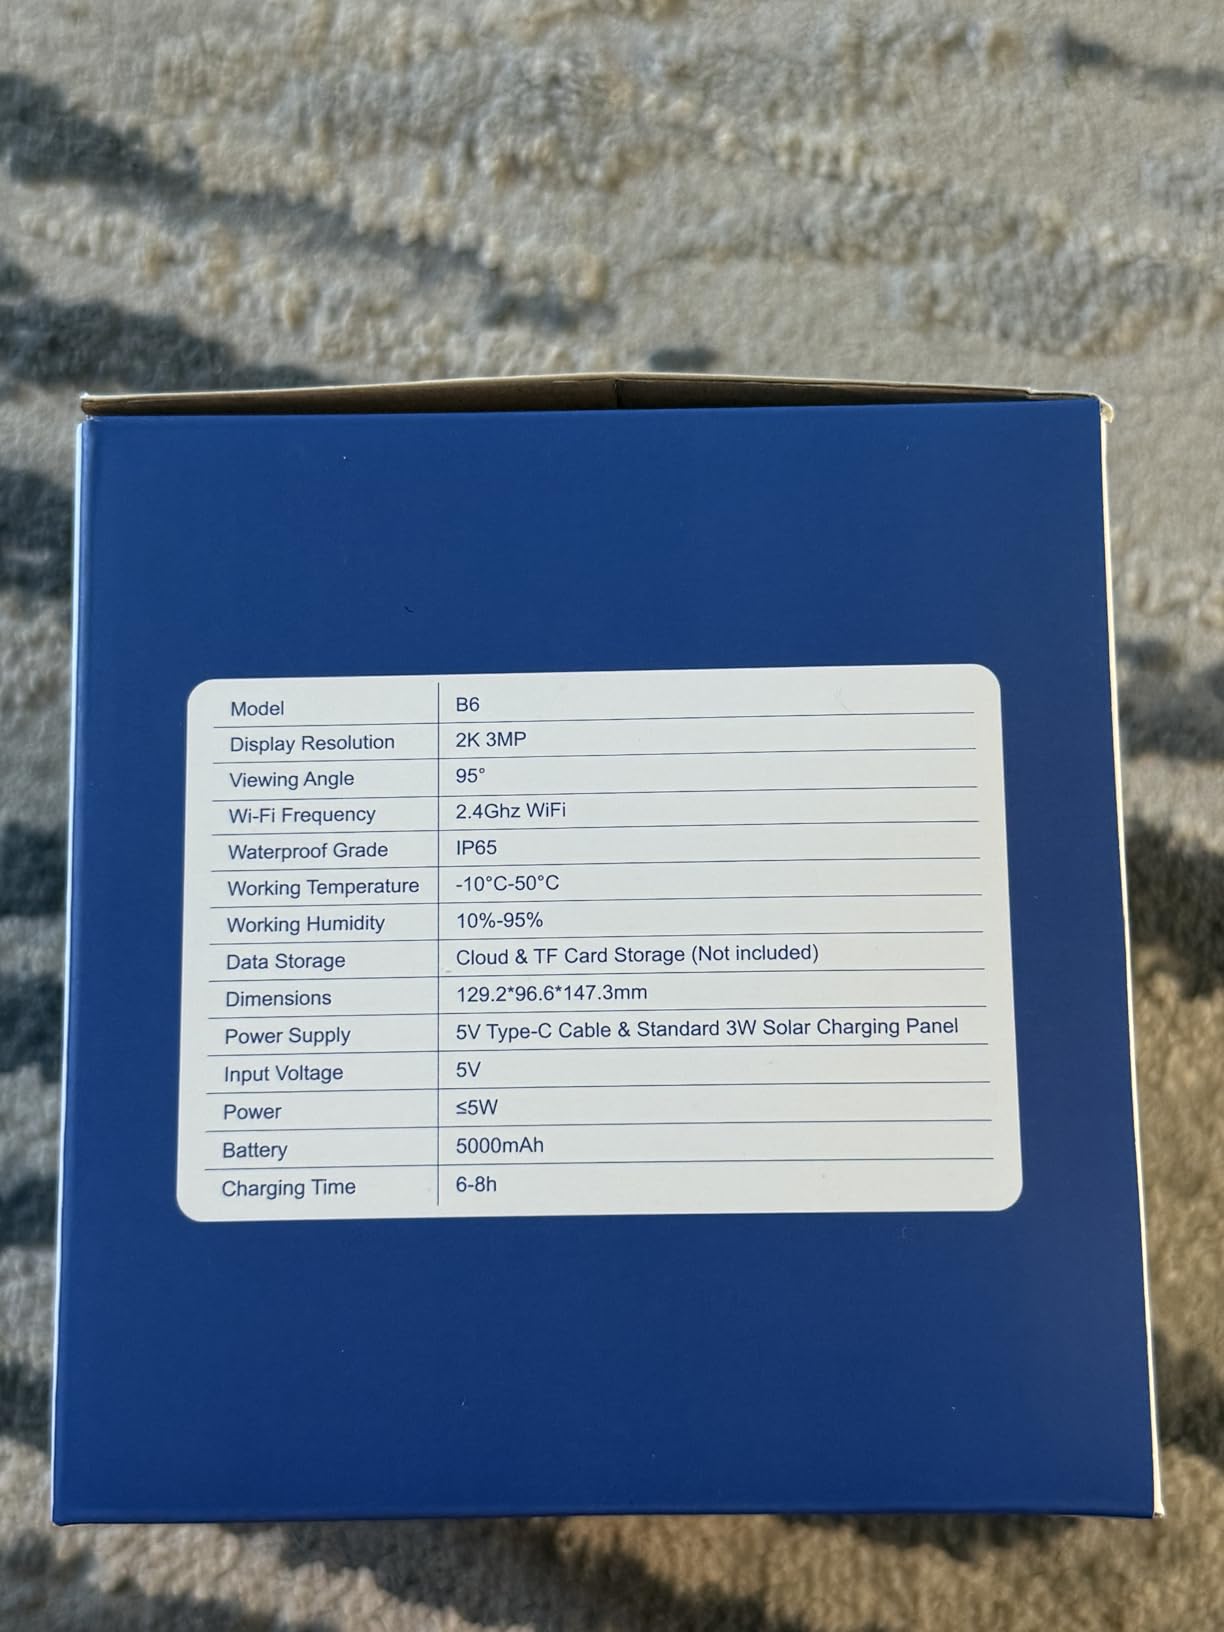 Model B6
Display Resolution 2K 3MP
Viewing Angle 95°
Wi-Fi Frequency 2.4Ghz WiFi
Waterproof Grade IP65
Working Temperature -10°C-50°C
Working Humidity 10%-95%
Data Storage Cloud & TF Card Storage (Not included)
Dimensions 129.2*96.6*147.3mm
Power Supply 5V Type-C Cable & Standard 3W Solar Charging Panel
Input Voltage 5V
Power ≤5W
Battery 5000mAh
Charging Time 6-8h